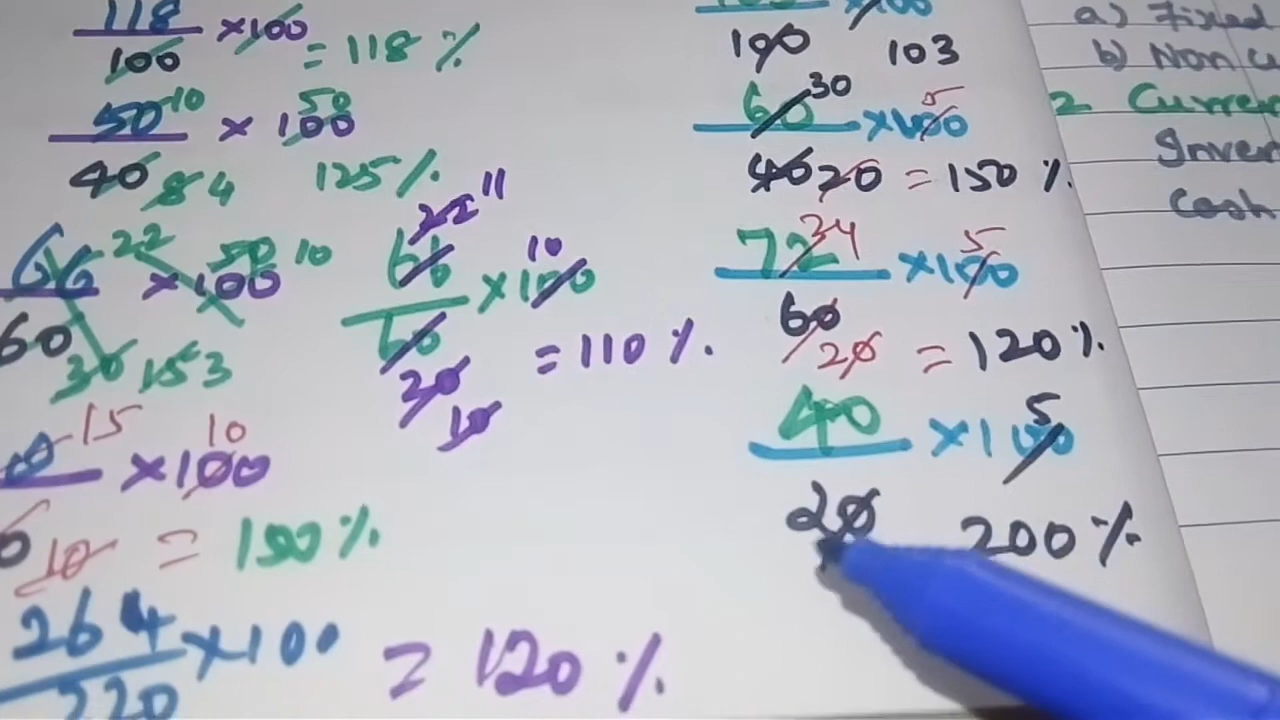 118 ×100
100 = 118 %
50 10 × 100 50
40 8 4 125 %
66 22 × 100 50 10
60 30 15 3
66 22 11 × 100 10
60 30 10 = 110 %.
15 × 100 10
10 = 150 %
264 ×100
220 = 120 %.
100 103
60 30 ×100 5
40 20 = 150 %.
72 24 ×100 5
60 20 = 120 %.
40 ×100 5
20 200 %
a) Fixed
b) Non
2
Cash